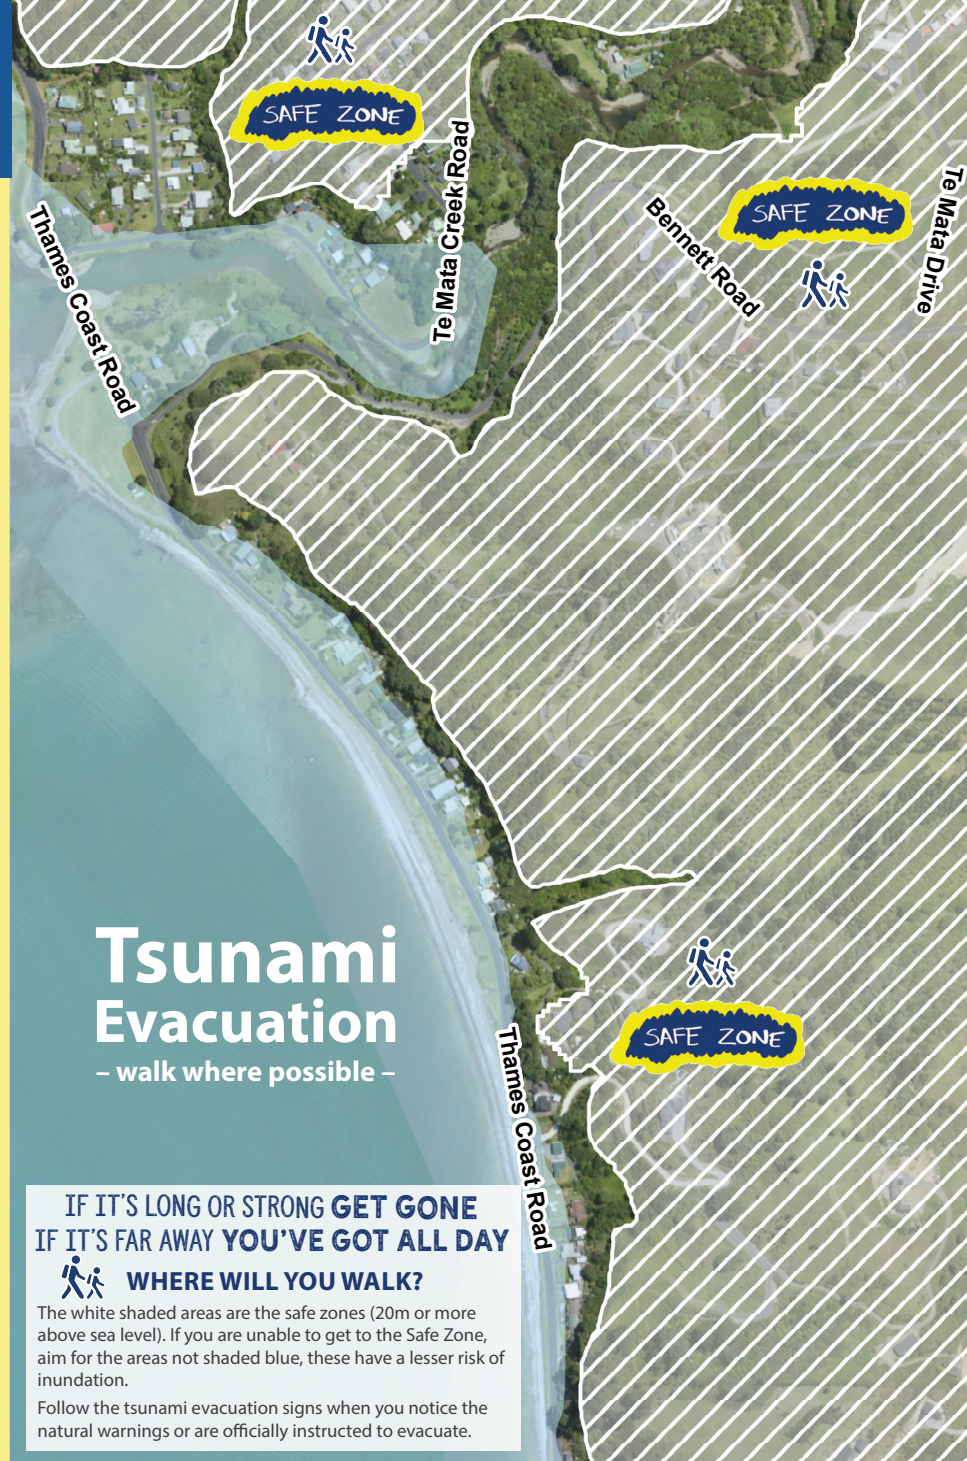 SAFE ZONE
Te Mata Creek Road
Thames Coast Road
Bennett Road
SAFE ZONE
Te Mata Drive
Tsunami
Evacuation
– walk where possible –
SAFE ZONE
Thames Coast Road
IF IT'S LONG OR STRONG GET GONE
IF IT'S FAR AWAY YOU'VE GOT ALL DAY
WHERE WILL YOU WALK?
The white shaded areas are the safe zones (20m or more
above sea level). If you are unable to get to the Safe Zone,
aim for the areas not shaded blue, these have a lesser risk of
inundation.
Follow the tsunami evacuation signs when you notice the
natural warnings or are officially instructed to evacuate.